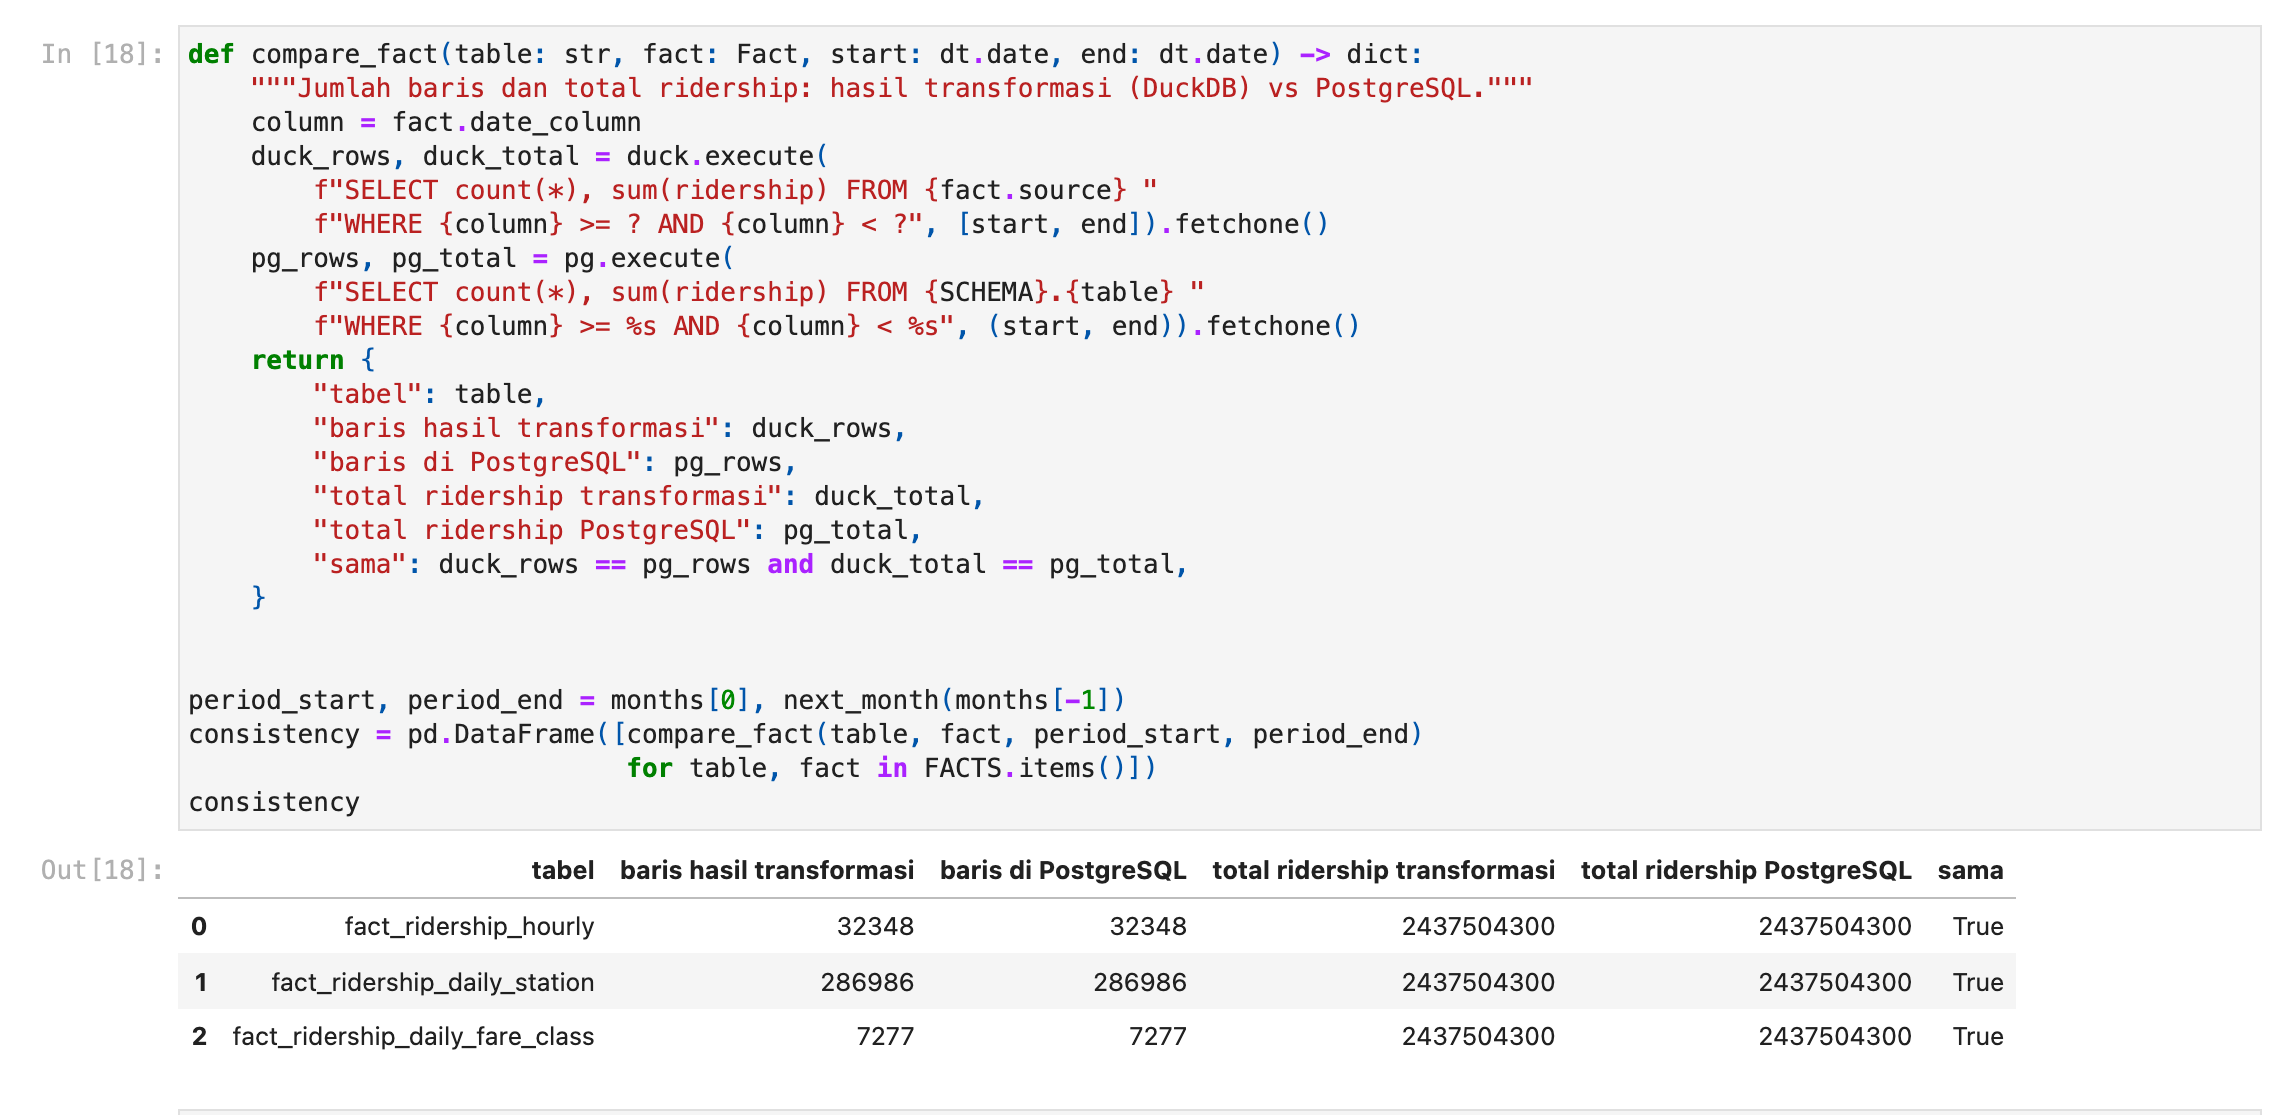 In [18]:
def compare_fact(table: str, fact: Fact, start: dt.date, end: dt.date) -> dict:
    """Jumlah baris dan total ridership: hasil transformasi (DuckDB) vs PostgreSQL."""
    column = fact.date_column
    duck_rows, duck_total = duck.execute(
        f"SELECT count(*), sum(ridership) FROM {fact.source} "
        f"WHERE {column} >= ? AND {column} < ?", [start, end]).fetchone()
    pg_rows, pg_total = pg.execute(
        f"SELECT count(*), sum(ridership) FROM {SCHEMA}.{table} "
        f"WHERE {column} >= %s AND {column} < %s", (start, end)).fetchone()
    return {
        "tabel": table,
        "baris hasil transformasi": duck_rows,
        "baris di PostgreSQL": pg_rows,
        "total ridership transformasi": duck_total,
        "total ridership PostgreSQL": pg_total,
        "sama": duck_rows == pg_rows and duck_total == pg_total,
    }
period_start, period_end = months[0], next_month(months[-1])
consistency = pd.DataFrame([compare_fact(table, fact, period_start, period_end)
                            for table, fact in FACTS.items()])
consistency
Out[18]:
tabel baris hasil transformasi baris di PostgreSQL total ridership transformasi total ridership PostgreSQL sama
0 fact_ridership_hourly 32348 32348 2437504300 2437504300 True
1 fact_ridership_daily_station 286986 286986 2437504300 2437504300 True
2 fact_ridership_daily_fare_class 7277 7277 2437504300 2437504300 True